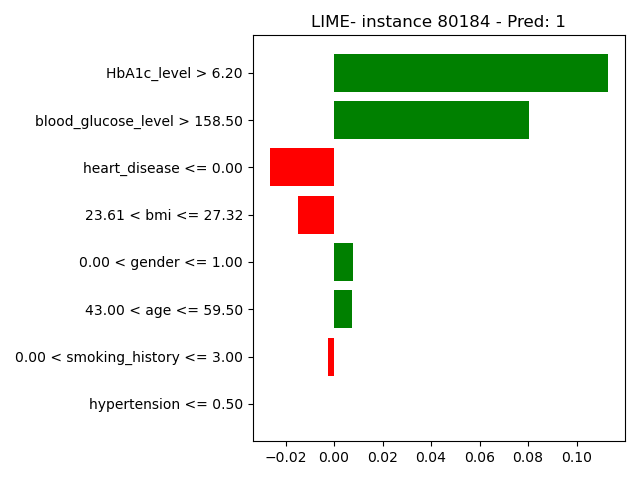 LIME- instance 80184 - Pred: 1
HbA1c_level > 6.20
blood_glucose_level > 158.50
heart_disease <= 0.00
23.61 < bmi <= 27.32
0.00 < gender <= 1.00
43.00 < age <= 59.50
0.00 < smoking_history <= 3.00
hypertension <= 0.50
−0.02 0.00 0.02 0.04 0.06 0.08 0.10